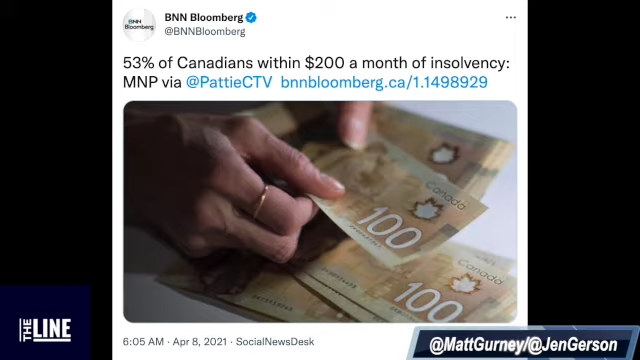 BNN
Bloomberg
BNN Bloomberg
@BNNBloomberg
53% of Canadians within $200 a month of insolvency:
MNP via @PattieCTV bnnbloomberg.ca/1.1498929
Canada
100
Canada
100
6:05 AM · Apr 8, 2021 · SocialNewsDesk
THE LINE
@MattGurney/@JenGerson